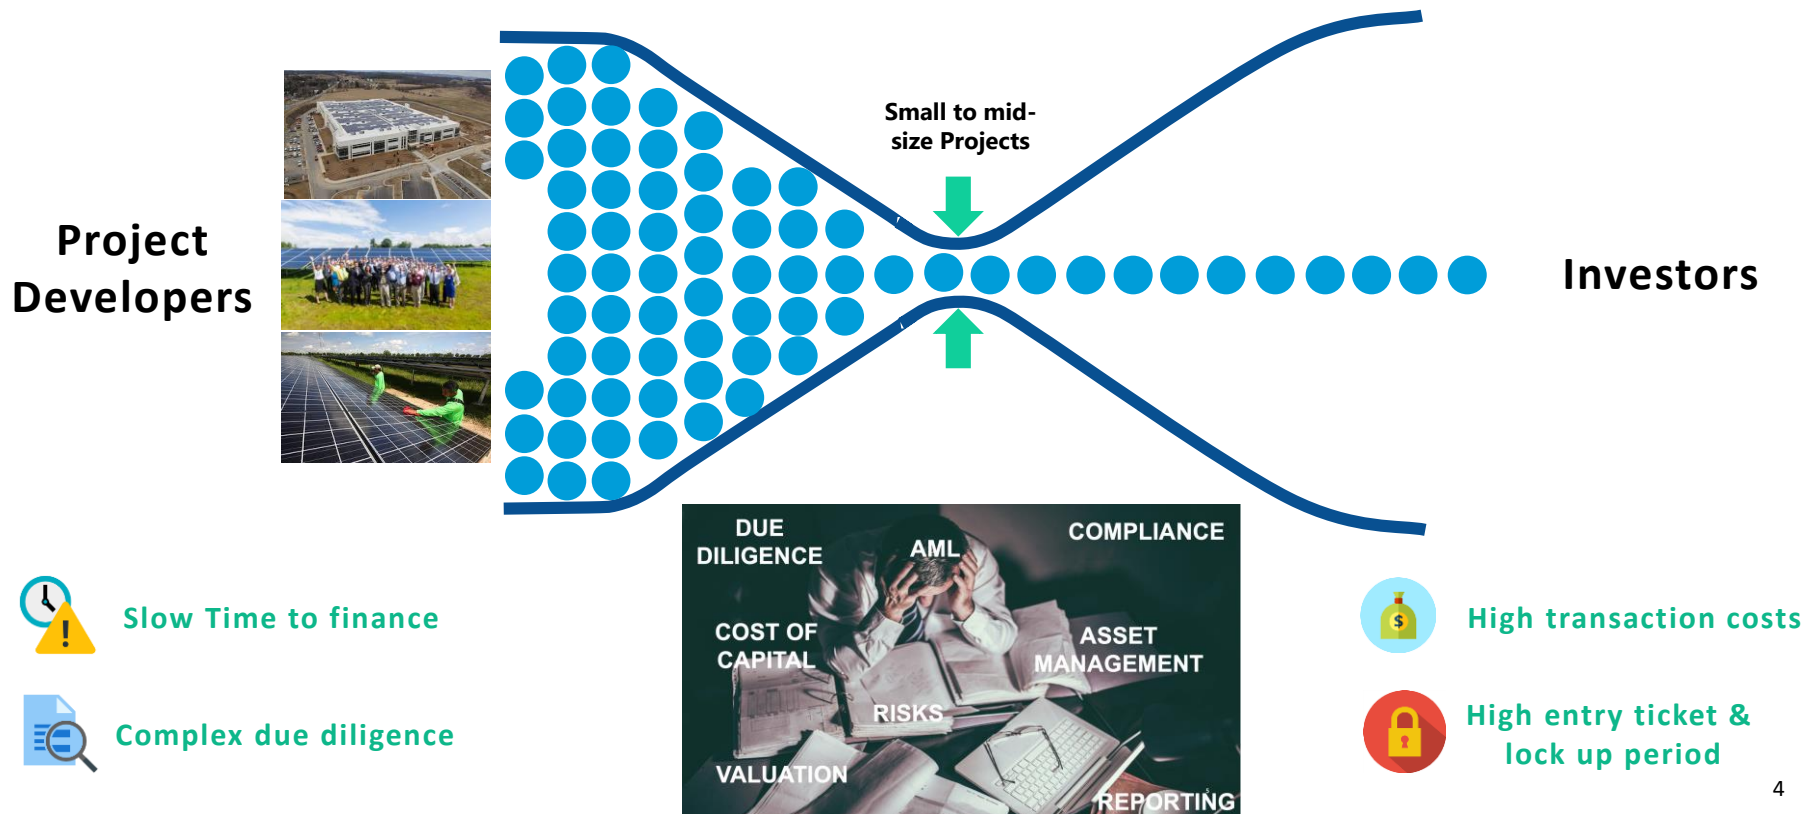 Small to mid-
size Projects
Project
Developers
Investors
DUE
DILIGENCE
AML
COMPLIANCE
COST OF
CAPITAL
ASSET
MANAGEMENT
RISKS
VALUATION
REPORTING
5
Slow Time to finance
Complex due diligence
$
High transaction costs
High entry ticket &
lock up period
4